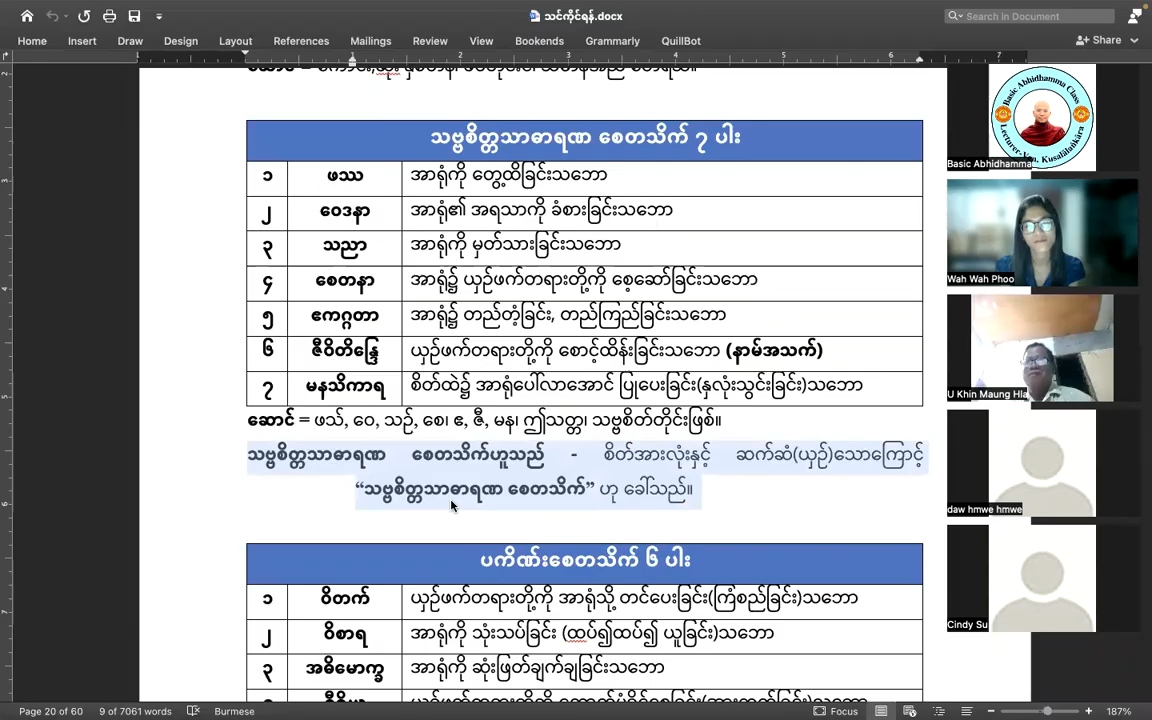 သင်ကိုင်ရန်.docx
Search in Document
Home Insert Draw Design Layout References Mailings Review View Bookends Grammarly QuillBot Share
သဗ္ဗစိတ္တသာဓာရဏ စေတသိက် ၇ ပါး
၁ ဖဿ အာရုံကို တွေ့ထိခြင်းသဘော
၂ ဝေဒနာ အာရုံ၏ အရသာကို ခံစားခြင်းသဘော
၃ သညာ အာရုံကို မှတ်သားခြင်းသဘော
၄ စေတနာ အာရုံ၌ ယှဉ်ဖက်တရားတို့ကို စေ့ဆော်ခြင်းသဘော
၅ ဧကဂ္ဂတာ အာရုံ၌ တည်တံ့ခြင်း, တည်ကြည်ခြင်းသဘော
၆ ဇီဝိတိန္ဒြေ ယှဉ်ဖက်တရားတို့ကို စောင့်ထိန်းခြင်းသဘော (နာမ်အသက်)
၇ မနသိကာရ စိတ်ထဲ၌ အာရုံပေါ်လာအောင် ပြုပေးခြင်း(နှလုံးသွင်းခြင်း)သဘော
ဆောင် = ဖသ်, ဝေ, သဉ်, စေ၊ ဧ, ဇီ, မန၊ ဤသတ္တ၊ သဗ္ဗစိတ်တိုင်းဖြစ်။
သဗ္ဗစိတ္တသာဓာရဏ စေတသိက်ဟူသည် - စိတ်အားလုံးနှင့် ဆက်ဆံ(ယှဉ်)သောကြောင့်
“သဗ္ဗစိတ္တသာဓာရဏ စေတသိက်” ဟု ခေါ်သည်။
ပကိဏ်းစေတသိက် ၆ ပါး
၁ ဝိတက် ယှဉ်ဖက်တရားတို့ကို အာရုံသို့ တင်ပေးခြင်း(ကြံစည်ခြင်း)သဘော
၂ ဝိစာရ အာရုံကို သုံးသပ်ခြင်း (ထပ်၍ထပ်၍ ယူခြင်း)သဘော
၃ အဓိမောက္ခ အာရုံကို ဆုံးဖြတ်ချက်ချခြင်းသဘော
Basic Abhidhamma Class
Lecturer-Ven. Kusalālaṅkāra
Basic Abhidhamma
Wah Wah Phoo
U Khin Maung Hla
daw hmwe hmwe
Cindy Su
Page 20 of 60 9 of 7061 words Burmese Focus 187%